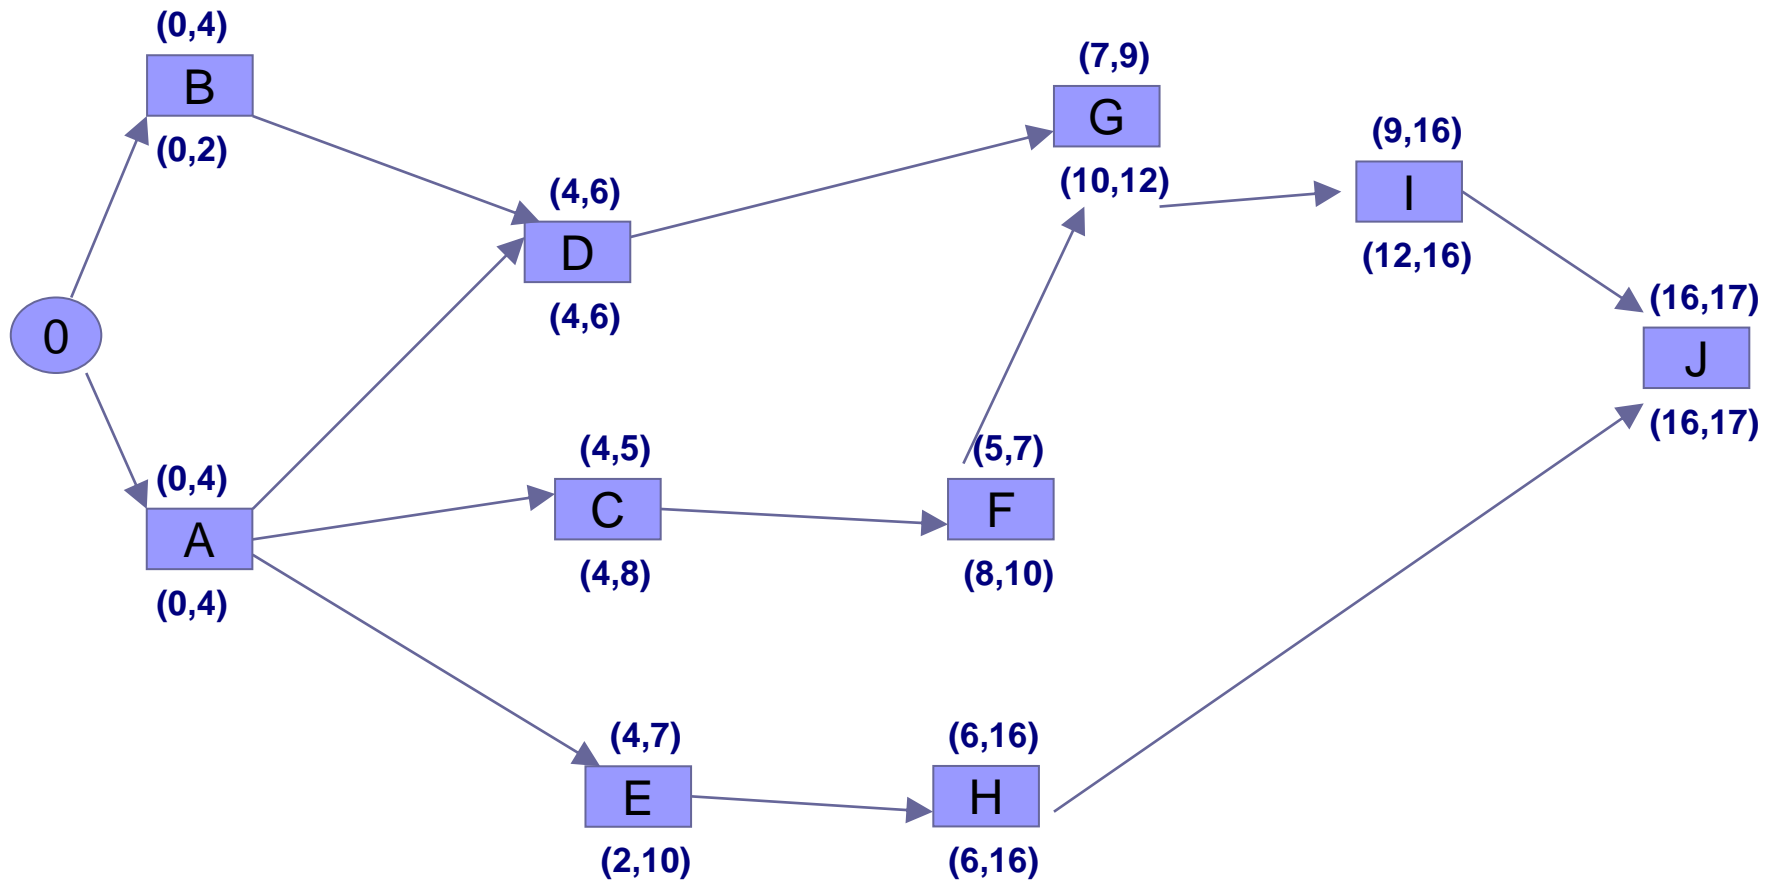 (0,4)
B
(0,2)
(7,9)
G
(10,12)
(9,16)
I
(12,16)
(4,6)
D
(4,6)
0
(16,17)
J
(16,17)
(0,4)
A
(0,4)
(4,5)
C
(4,8)
(5,7)
F
(8,10)
(4,7)
E
(2,10)
(6,16)
H
(6,16)